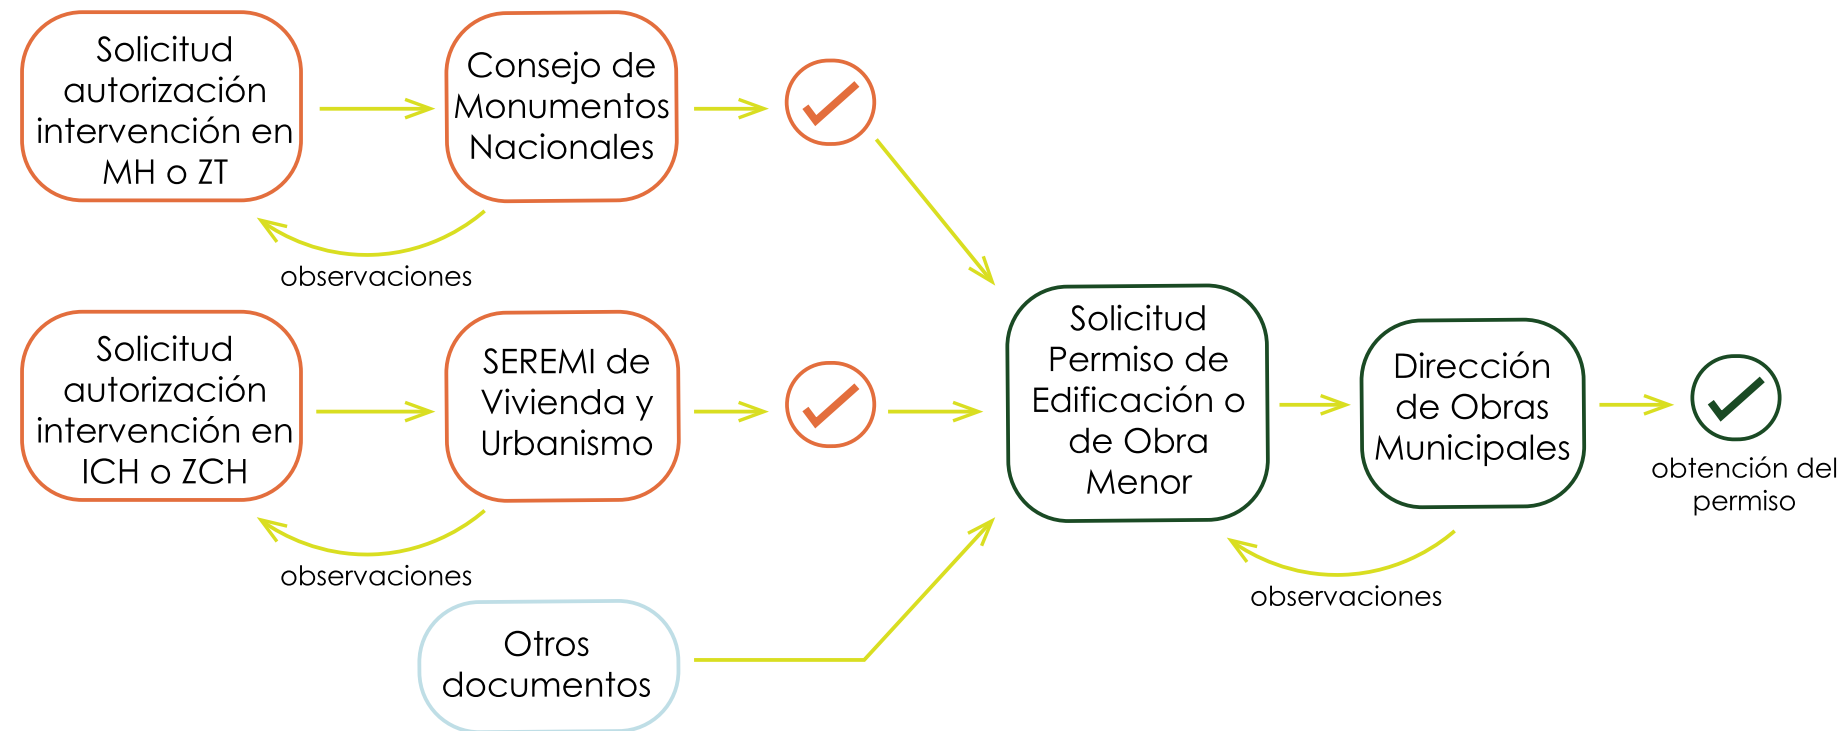 Solicitud
autorización
intervención en
MH o ZT
Consejo de
Monumentos
Nacionales
observaciones
Solicitud
autorización
intervención en
ICH o ZCH
SEREMI de
Vivienda y
Urbanismo
observaciones
Otros
documentos
Solicitud
Permiso de
Edificación o
de Obra
Menor
Dirección
de Obras
Municipales
observaciones
obtención del
permiso